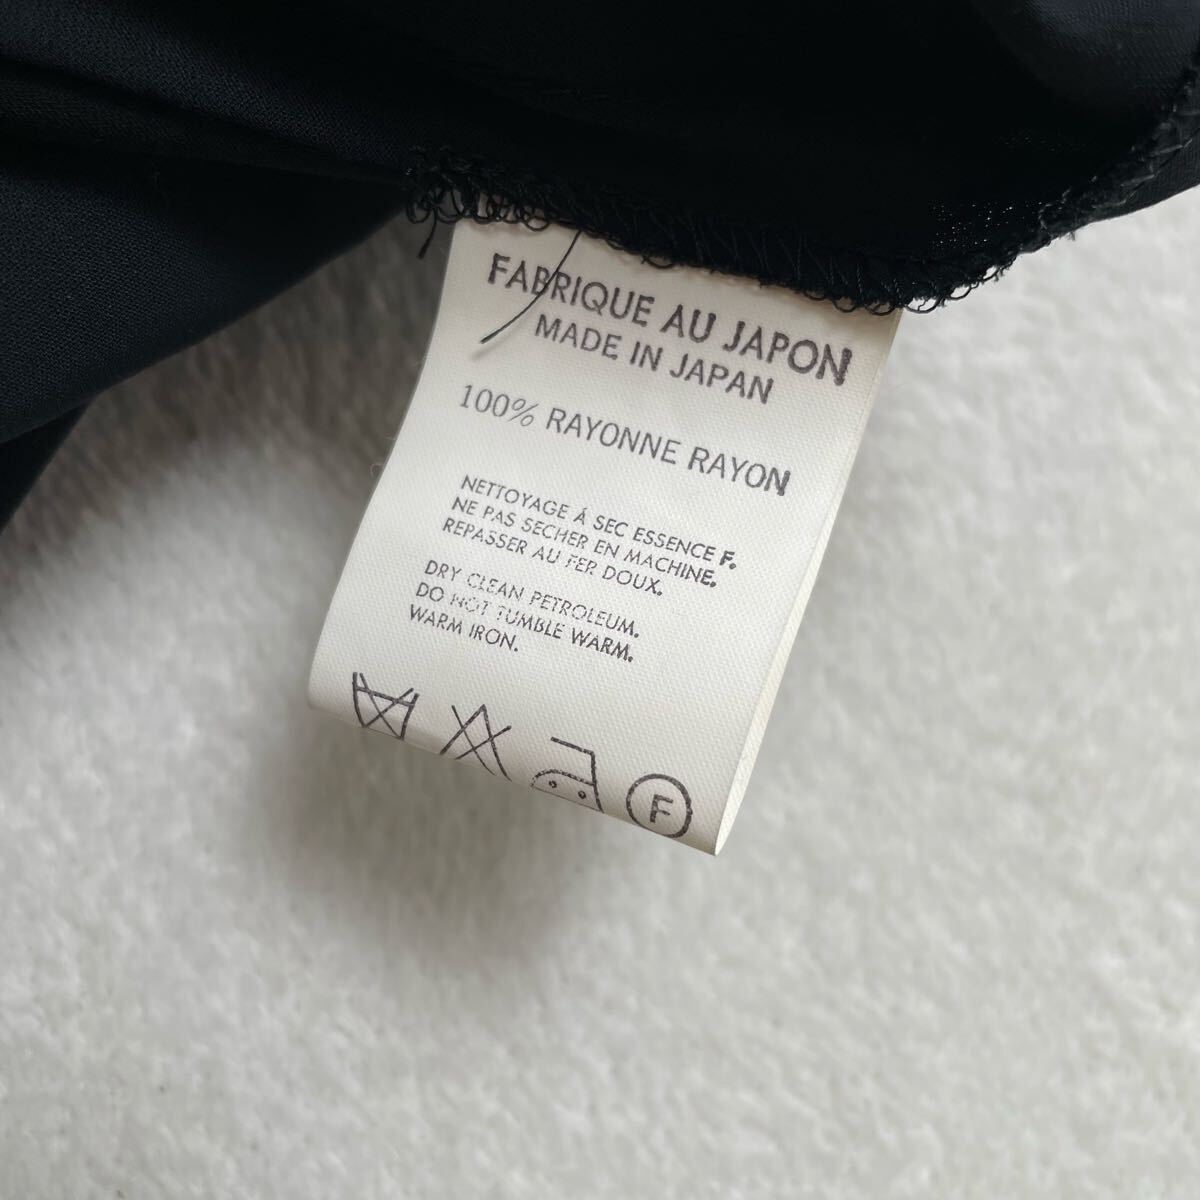 FABRIQUE AU JAPON
MADE IN JAPAN
100% RAYONNE RAYON
NETTOYAGE Á SEC ESSENCE F.
NE PAS SECHER EN MACHINE.
REPASSER AU FER DOUX.
DRY CLEAN PETROLEUM.
DO NOT TUMBLE WARM.
WARM IRON.
F